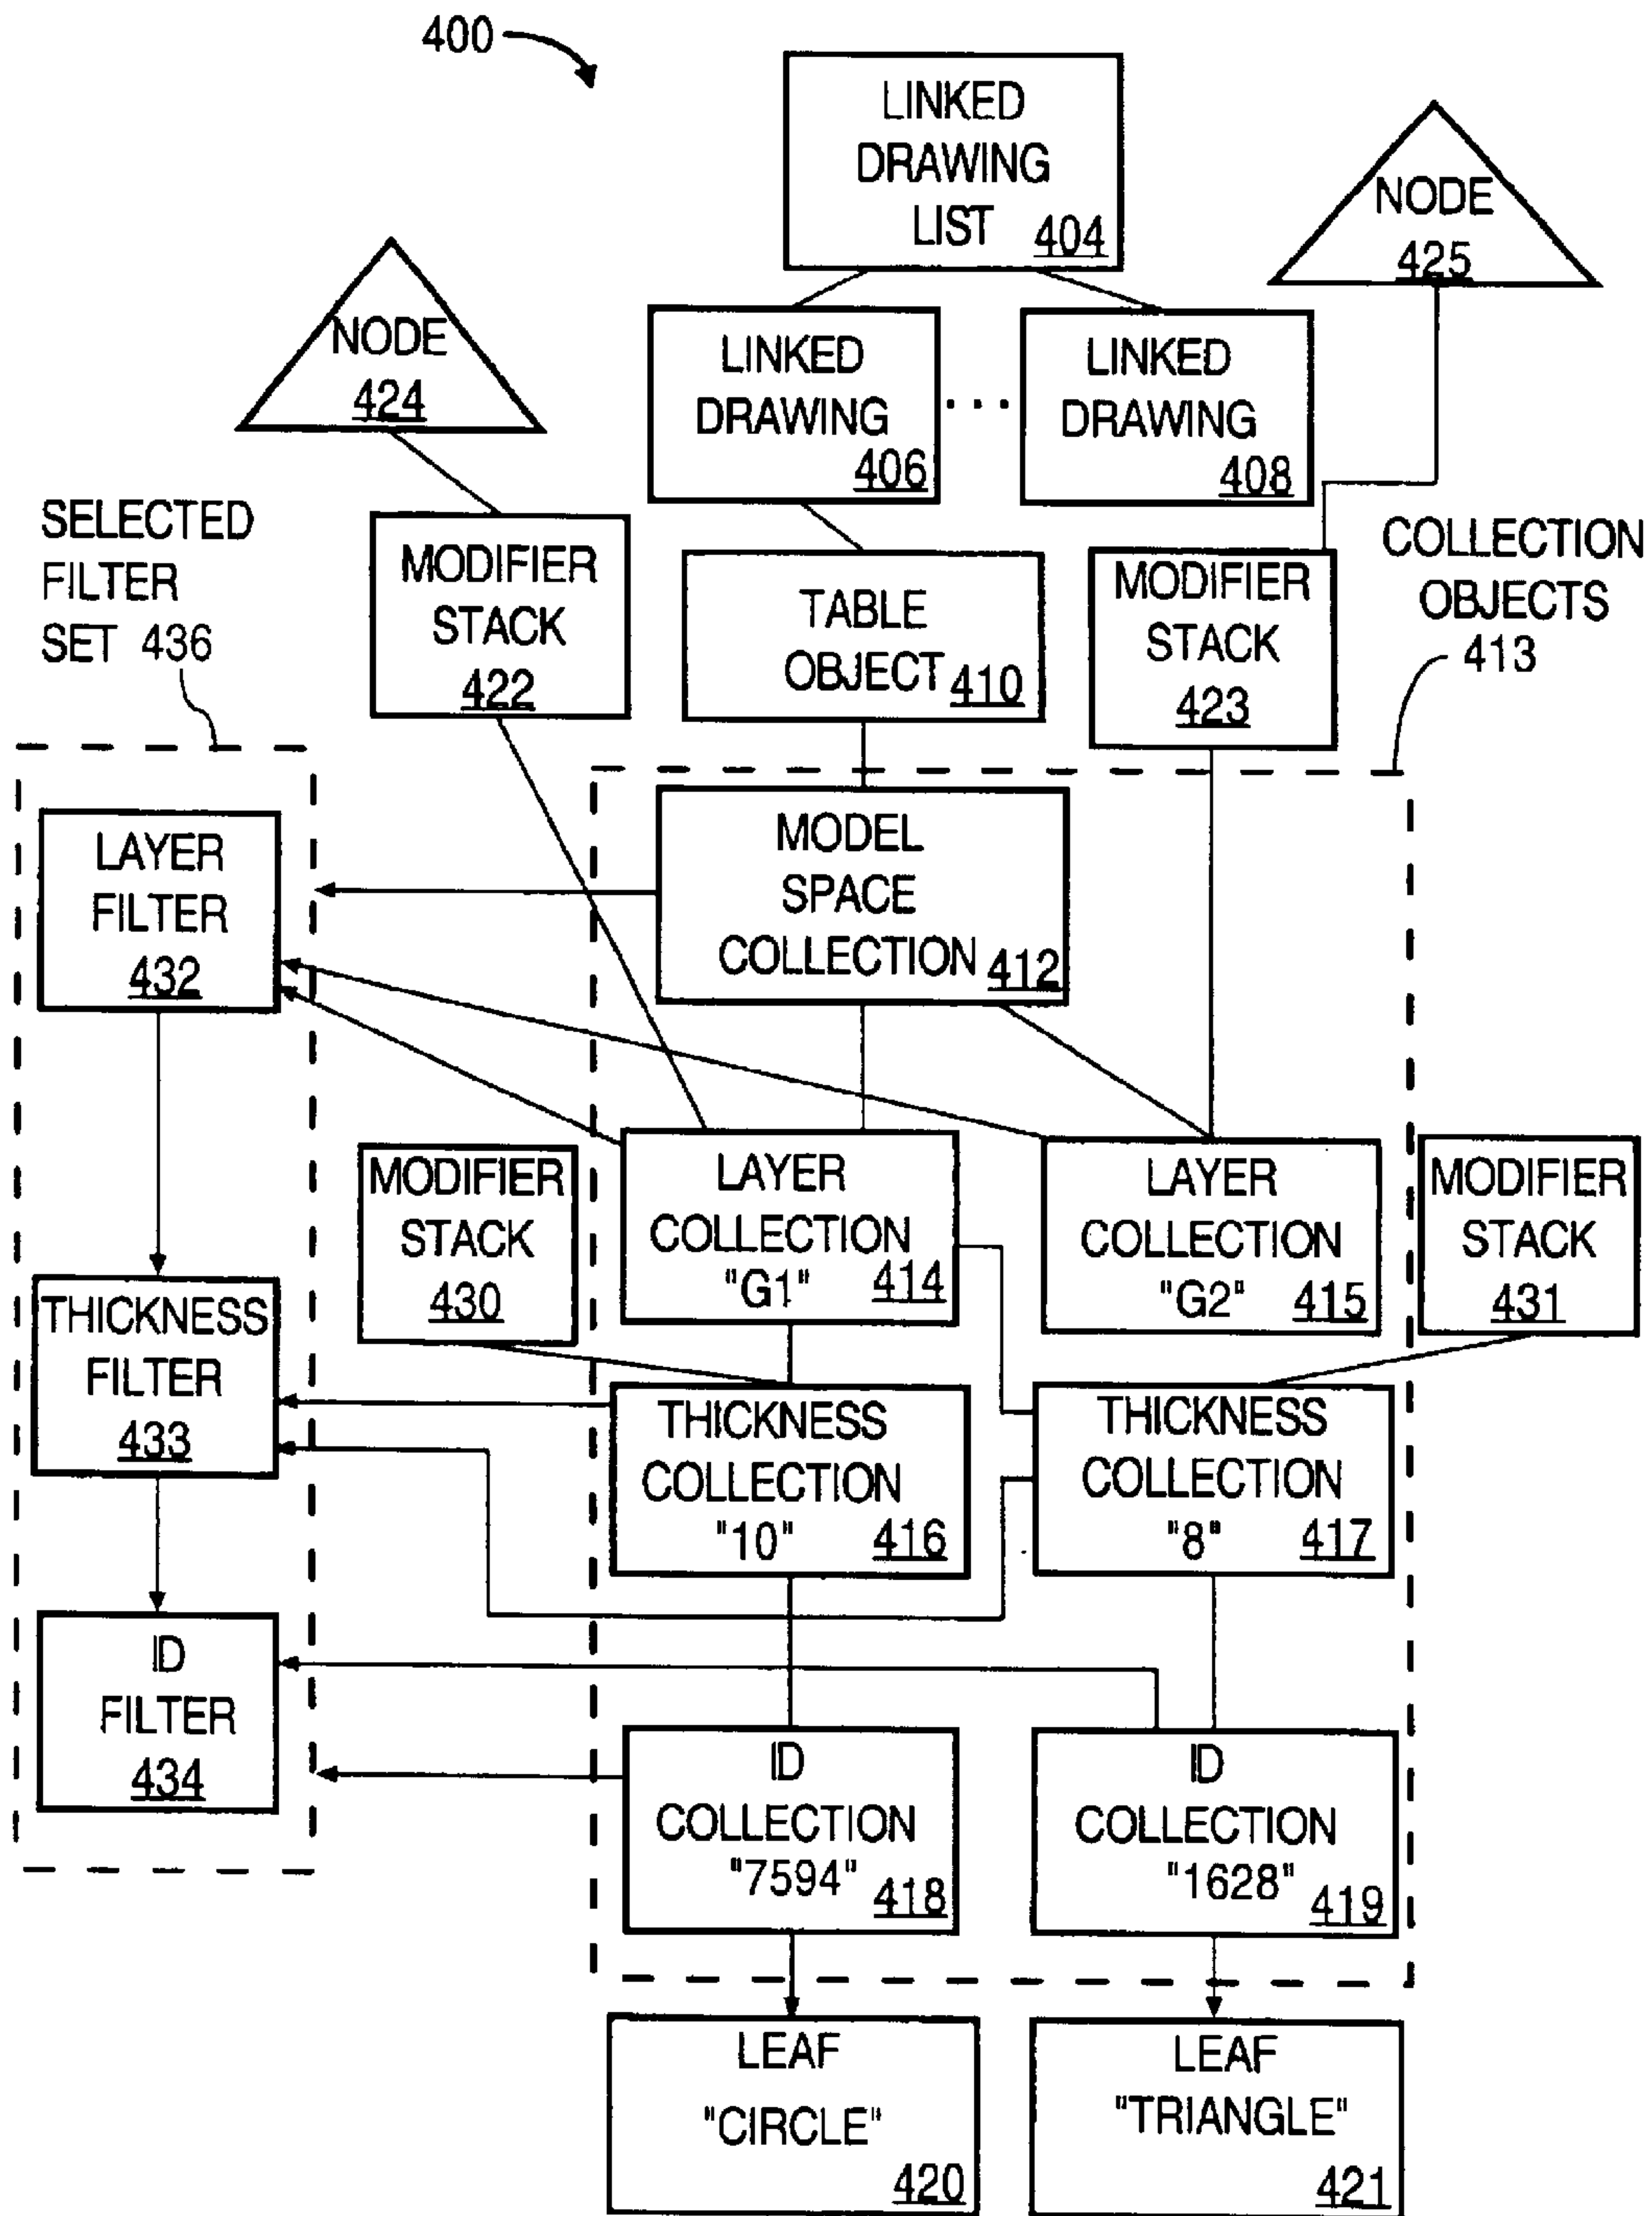 400
LINKED
DRAWING
LIST 404
NODE
425
NODE
424
LINKED
DRAWING
406
...
LINKED
DRAWING
408
SELECTED
FILTER
SET 436
MODIFIER
STACK
422
TABLE
OBJECT 410
MODIFIER
STACK
423
COLLECTION
OBJECTS
413
LAYER
FILTER
432
MODEL
SPACE
COLLECTION 412
MODIFIER
STACK
430
LAYER
COLLECTION
"G1" 414
LAYER
COLLECTION
"G2" 415
MODIFIER
STACK
431
THICKNESS
FILTER
433
THICKNESS
COLLECTION
"10" 416
THICKNESS
COLLECTION
"8" 417
ID
FILTER
434
ID
COLLECTION
"7594" 418
ID
COLLECTION
"1628" 419
LEAF
"CIRCLE"
420
LEAF
"TRIANGLE"
421